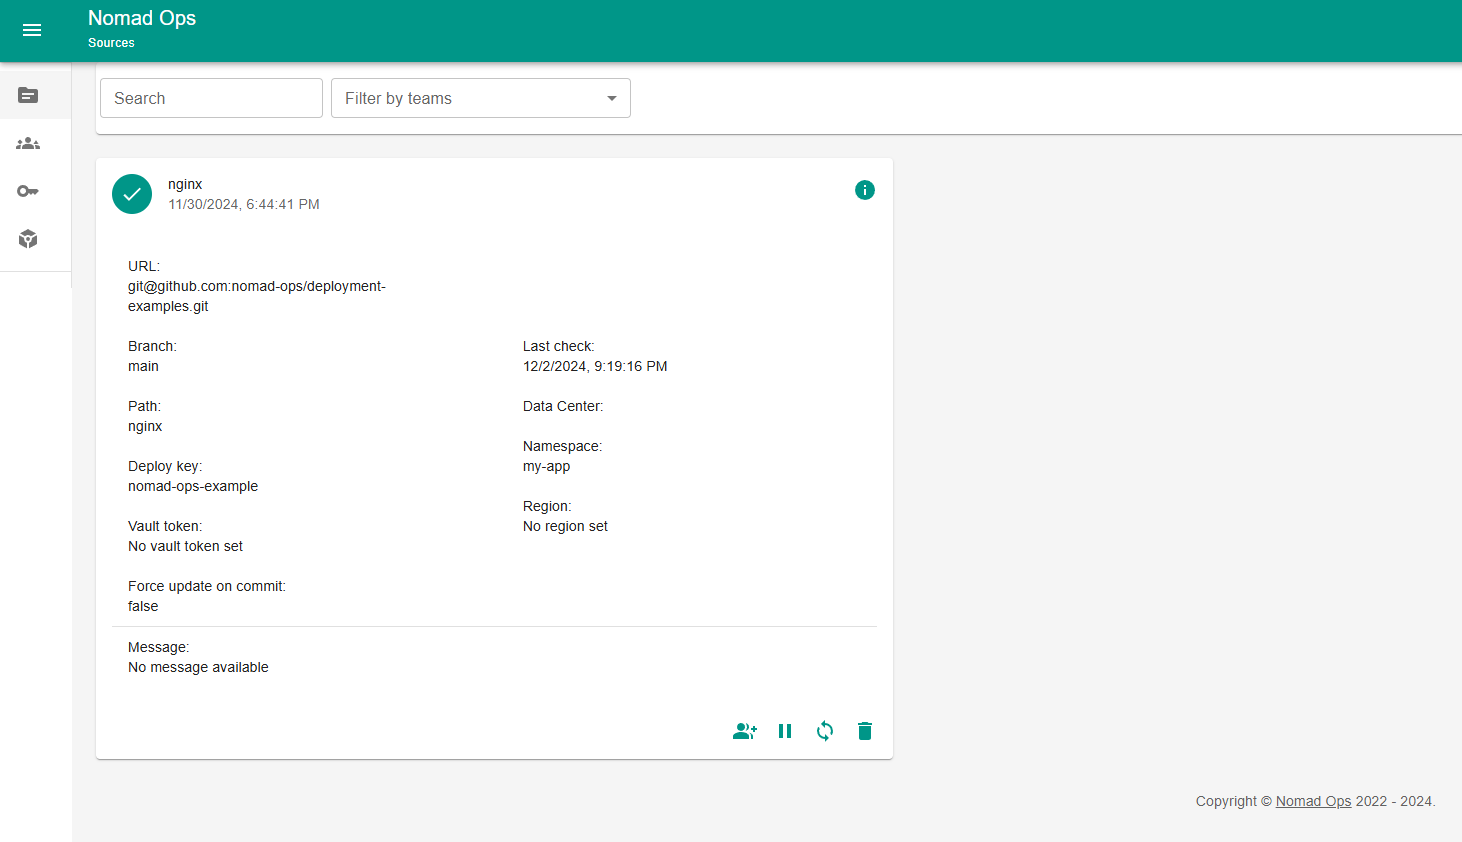 Nomad Ops
Sources
Search
Filter by teams
nginx
11/30/2024, 6:44:41 PM
URL:
git@github.com:nomad-ops/deployment-
examples.git
Branch:
main
Path:
nginx
Deploy key:
nomad-ops-example
Vault token:
No vault token set
Force update on commit:
false
Last check:
12/2/2024, 9:19:16 PM
Data Center:
Namespace:
my-app
Region:
No region set
Message:
No message available
Copyright © Nomad Ops 2022 - 2024.